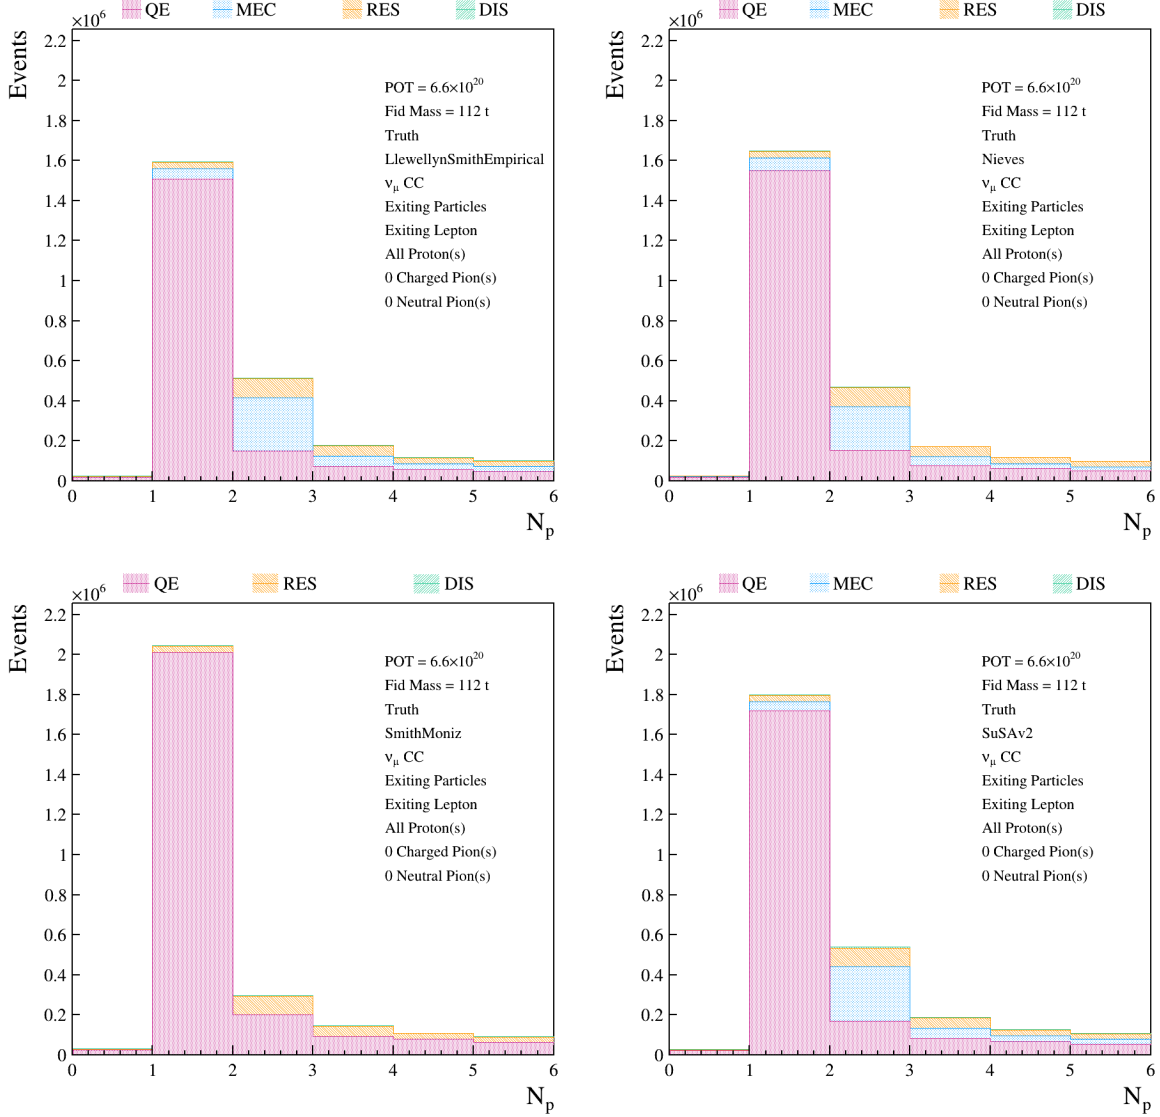 QE MEC RES DIS
×10⁶
Events
2.2
2
1.8
1.6
1.4
1.2
1
0.8
0.6
0.4
0.2
0
POT = 6.6×10²⁰
Fid Mass = 112 t
Truth
LlewellynSmithEmpirical
νμ CC
Exiting Particles
Exiting Lepton
All Proton(s)
0 Charged Pion(s)
0 Neutral Pion(s)
0 1 2 3 4 5 6
Np
QE MEC RES DIS
×10⁶
Events
2.2
2
1.8
1.6
1.4
1.2
1
0.8
0.6
0.4
0.2
0
POT = 6.6×10²⁰
Fid Mass = 112 t
Truth
Nieves
νμ CC
Exiting Particles
Exiting Lepton
All Proton(s)
0 Charged Pion(s)
0 Neutral Pion(s)
0 1 2 3 4 5 6
Np
QE RES DIS
×10⁶
Events
2.2
2
1.8
1.6
1.4
1.2
1
0.8
0.6
0.4
0.2
0
POT = 6.6×10²⁰
Fid Mass = 112 t
Truth
SmithMoniz
νμ CC
Exiting Particles
Exiting Lepton
All Proton(s)
0 Charged Pion(s)
0 Neutral Pion(s)
0 1 2 3 4 5 6
Np
QE MEC RES DIS
×10⁶
Events
2.2
2
1.8
1.6
1.4
1.2
1
0.8
0.6
0.4
0.2
0
POT = 6.6×10²⁰
Fid Mass = 112 t
Truth
SuSAv2
νμ CC
Exiting Particles
Exiting Lepton
All Proton(s)
0 Charged Pion(s)
0 Neutral Pion(s)
0 1 2 3 4 5 6
Np